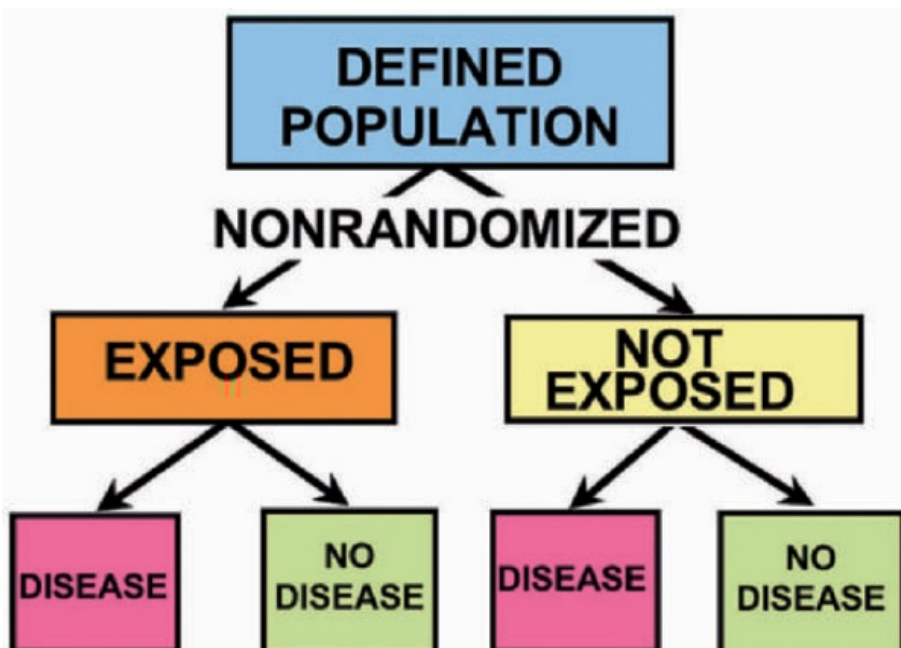 DEFINED
POPULATION
NONRANDOMIZED
EXPOSED
NOT
EXPOSED
DISEASE
NO
DISEASE
DISEASE
NO
DISEASE